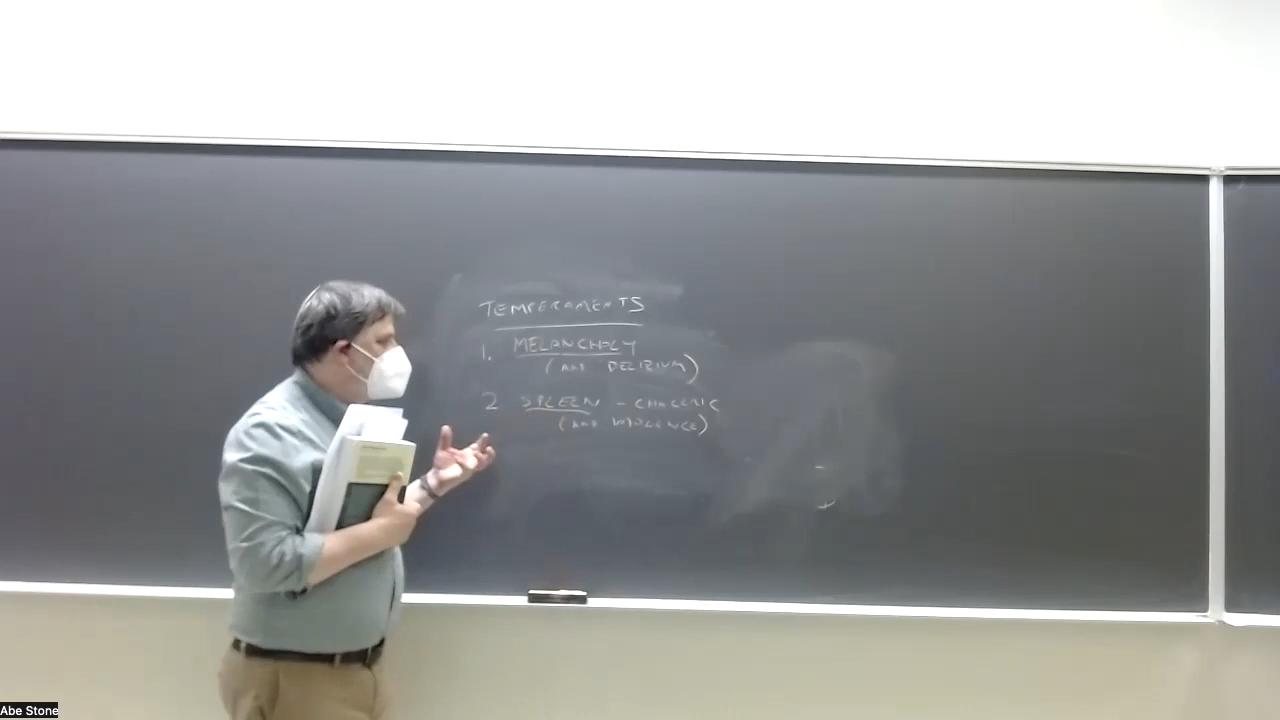 TEMPERAMENTS
1. MELANCHOLY
(AND DELIRIUM)
2 SPLEEN - CHOLERIC
(AND VIOLENCE)
Abe Stone